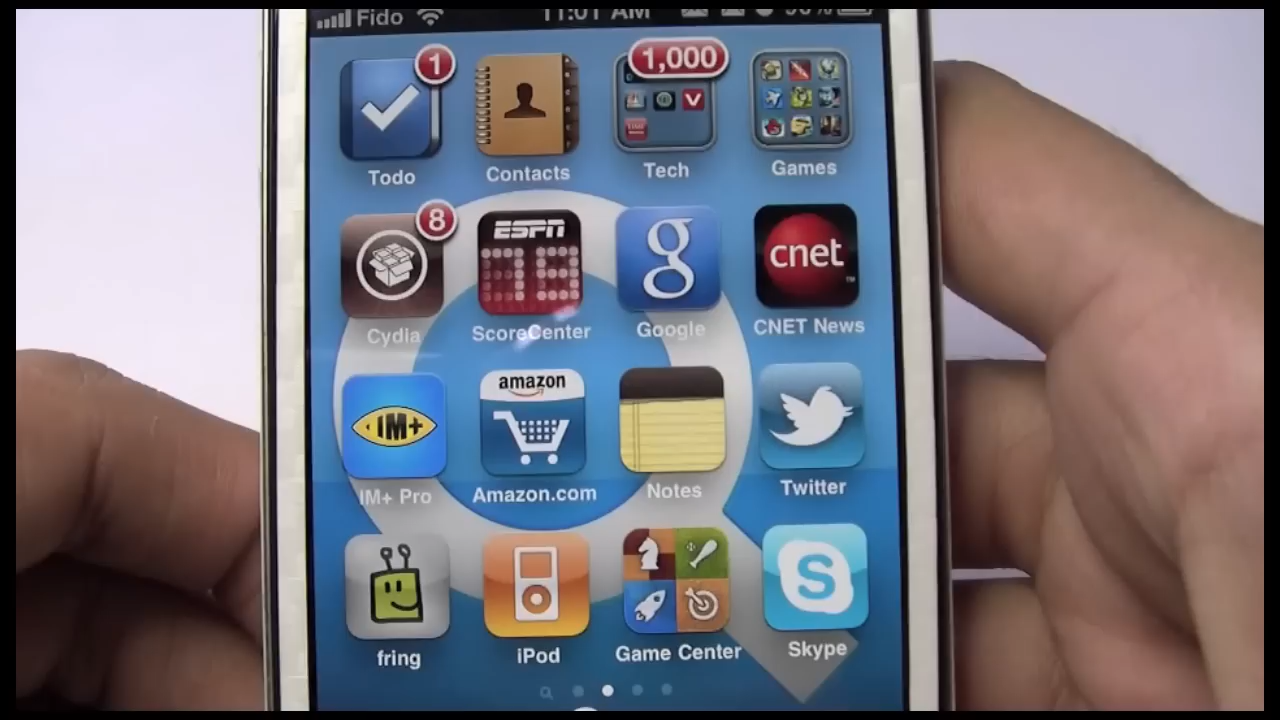 Fido 11:01 AM
1 1,000
Todo Contacts Tech Games
8 ESPN g cnet
Cydia ScoreCenter Google CNET News
IM+ amazon
IM+ Pro Amazon.com Notes Twitter
S
fring iPod Game Center Skype